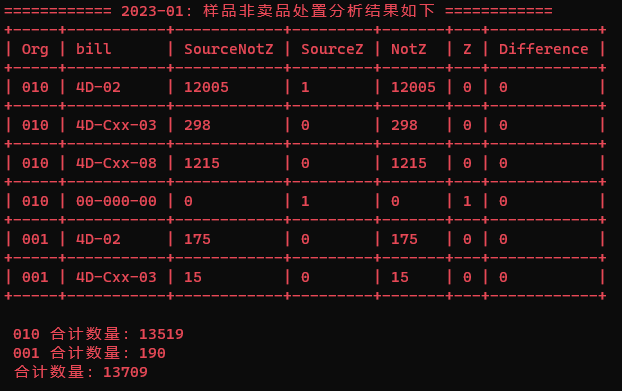 ============ 2023-01: 样品非卖品处置分析结果如下 ============
+-----+-----------+------------+---------+-------+---+------------+
| Org | bill | SourceNotZ | SourceZ | NotZ | Z | Difference |
+-----+-----------+------------+---------+-------+---+------------+
| 010 | 4D-02 | 12005 | 1 | 12005 | 0 | 0 |
+-----+-----------+------------+---------+-------+---+------------+
| 010 | 4D-Cxx-03 | 298 | 0 | 298 | 0 | 0 |
+-----+-----------+------------+---------+-------+---+------------+
| 010 | 4D-Cxx-08 | 1215 | 0 | 1215 | 0 | 0 |
+-----+-----------+------------+---------+-------+---+------------+
| 010 | 00-000-00 | 0 | 1 | 0 | 1 | 0 |
+-----+-----------+------------+---------+-------+---+------------+
| 001 | 4D-02 | 175 | 0 | 175 | 0 | 0 |
+-----+-----------+------------+---------+-------+---+------------+
| 001 | 4D-Cxx-03 | 15 | 0 | 15 | 0 | 0 |
+-----+-----------+------------+---------+-------+---+------------+
010 合计数量: 13519
001 合计数量: 190
合计数量: 13709